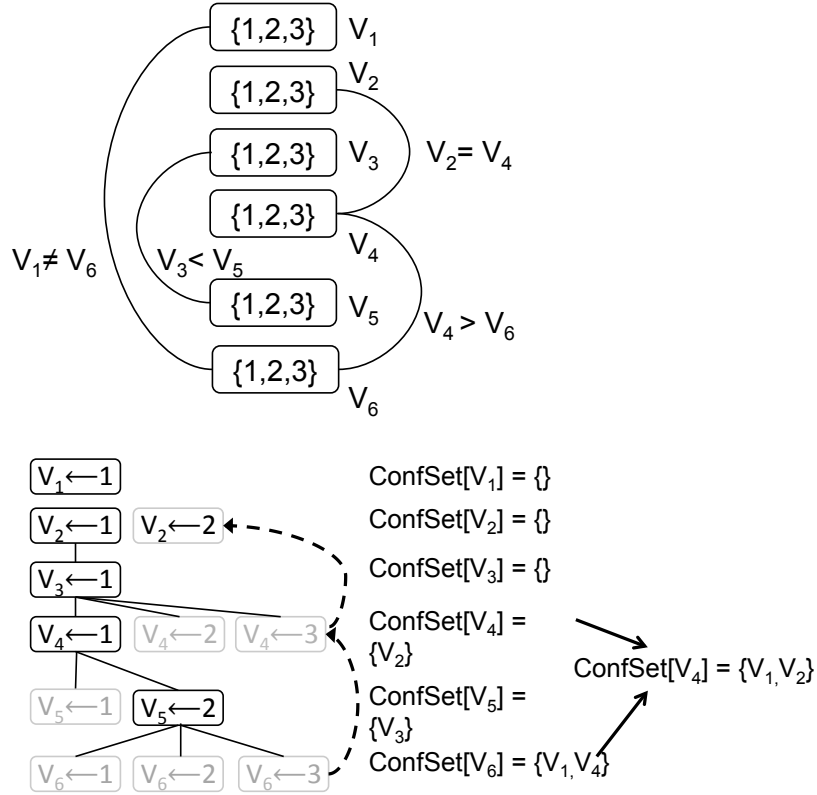 {1,2,3} V₁
V₂
{1,2,3}
{1,2,3} V₃
V₂= V₄
{1,2,3}
V₄
V₁≠ V₆
V₃< V₅
{1,2,3} V₅
V₄ > V₆
{1,2,3}
V₆
V₁←1 ConfSet[V₁] = {}
V₂←1 V₂←2 ConfSet[V₂] = {}
V₃←1 ConfSet[V₃] = {}
V₄←1 V₄←2 V₄←3 ConfSet[V₄] =
{V₂}
ConfSet[V₄] = {V₁,V₂}
V₅←1 V₅←2 ConfSet[V₅] =
{V₃}
V₆←1 V₆←2 V₆←3 ConfSet[V₆] = {V₁,V₄}